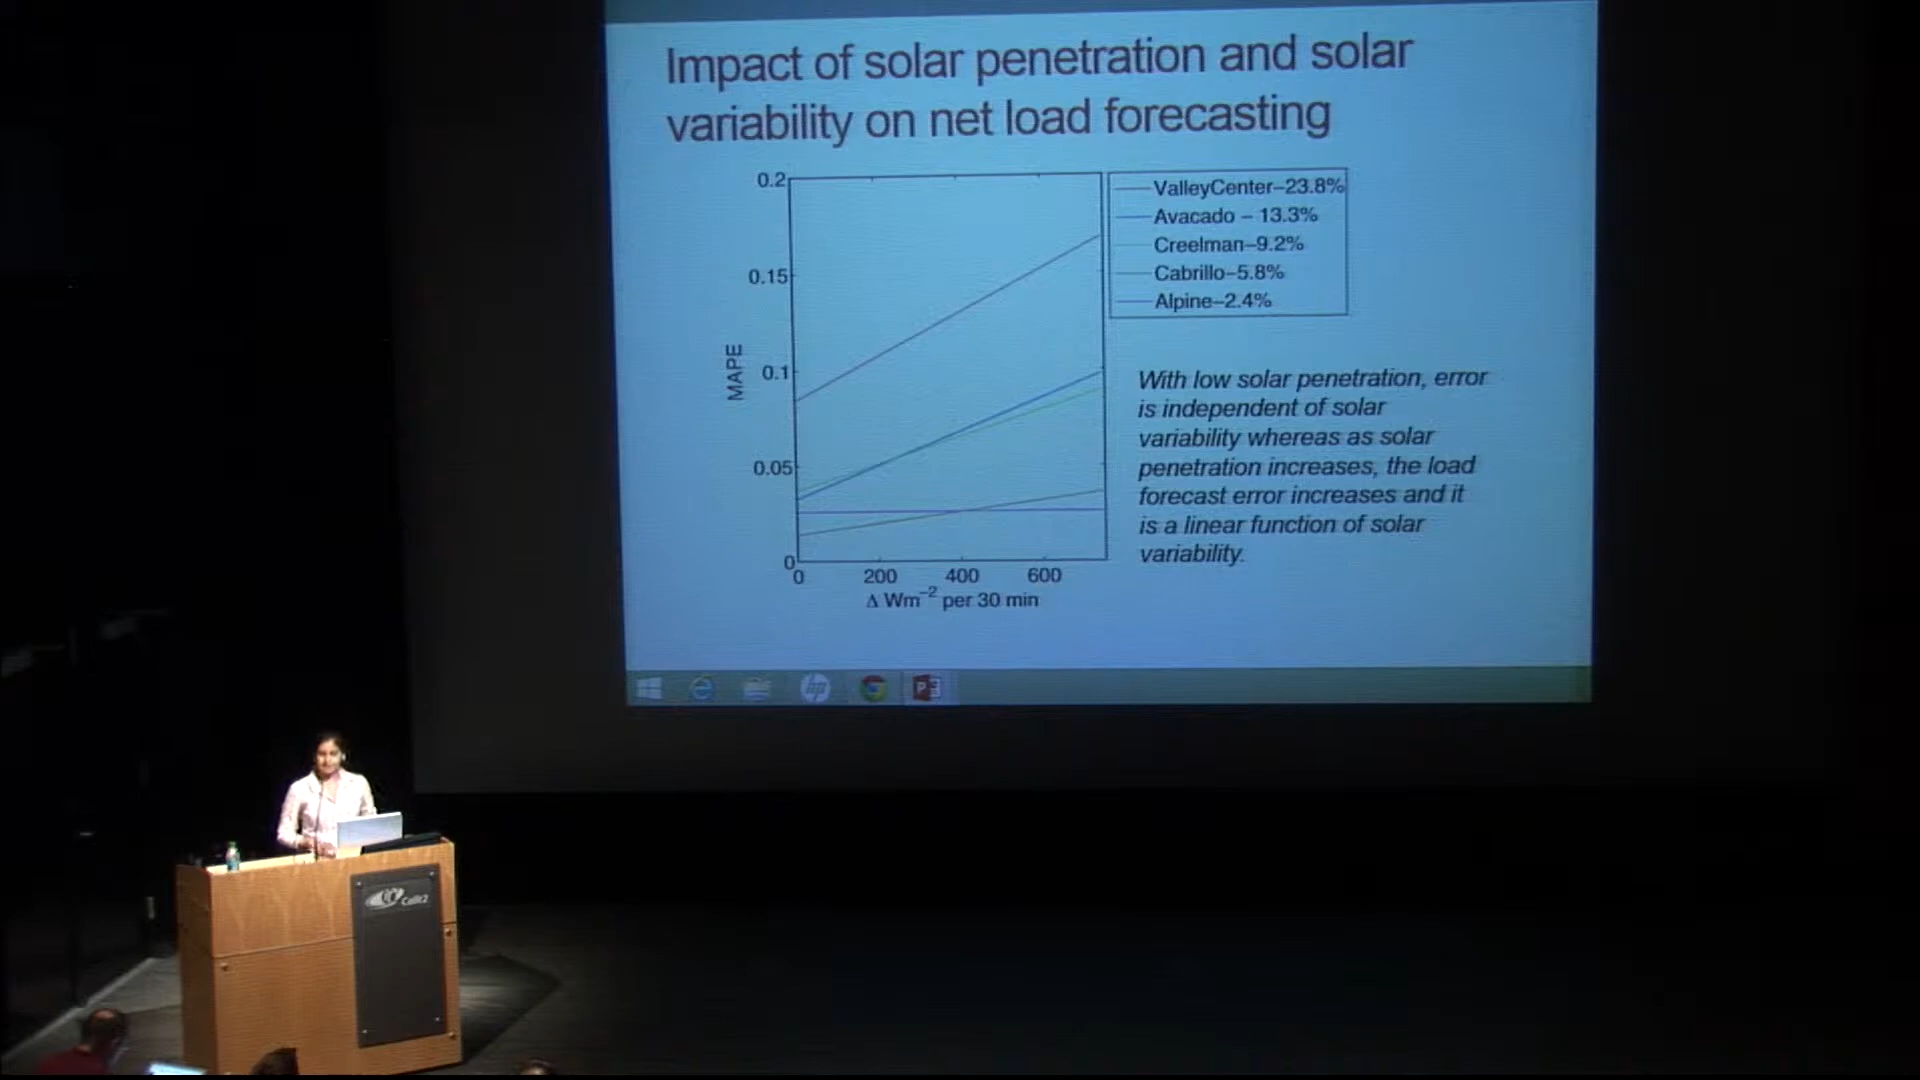 Impact of solar penetration and solar
variability on net load forecasting
0.2
0.15
0.1
0.05
0
MAPE
0
200
400
600
Δ Wm⁻² per 30 min
ValleyCenter–23.8%
Avacado – 13.3%
Creelman–9.2%
Cabrillo–5.8%
Alpine–2.4%
With low solar penetration, error
is independent of solar
variability whereas as solar
penetration increases, the load
forecast error increases and it
is a linear function of solar
variability.
hp
P
Calit2